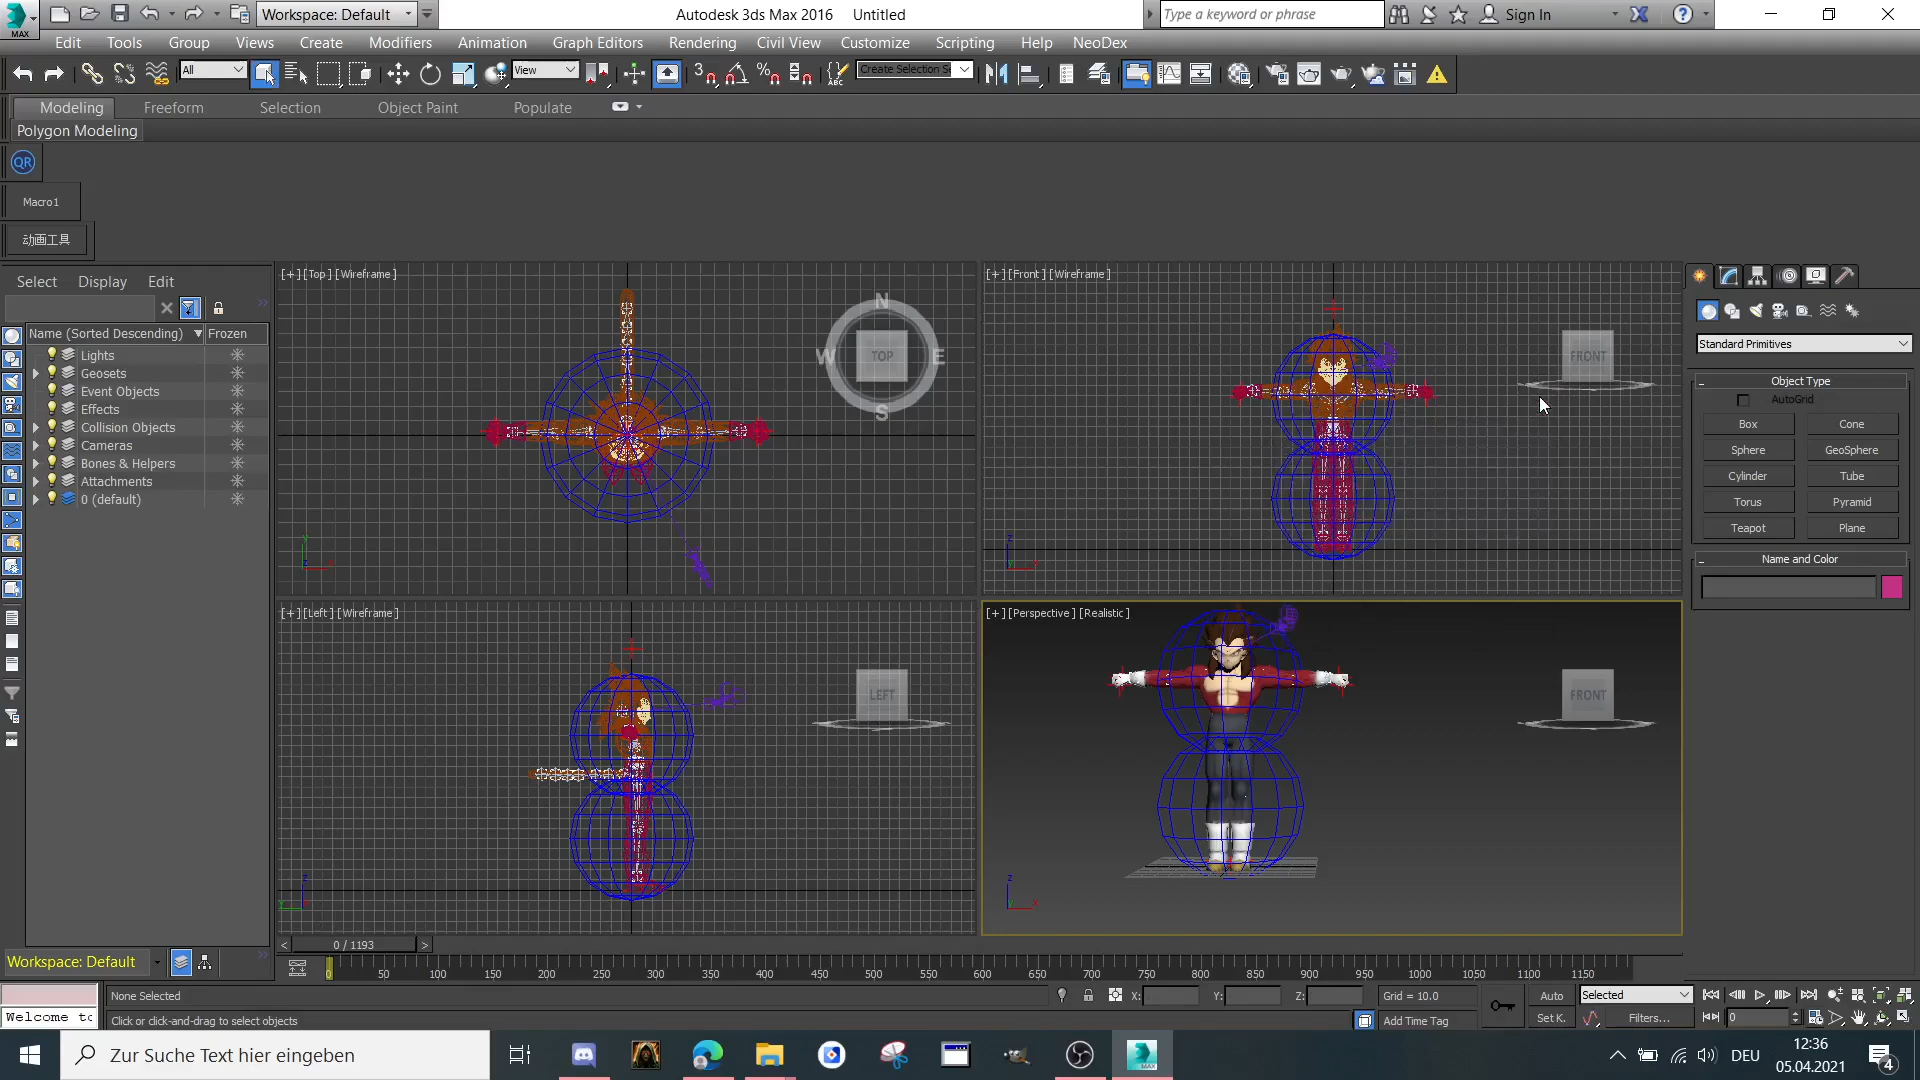 MAX
Workspace: Default
Autodesk 3ds Max 2016 Untitled
Type a keyword or phrase
Sign In
Edit Tools Group Views Create Modifiers Animation Graph Editors Rendering Civil View Customize Scripting Help NeoDex
All
View
3
ABC
Create Selection Se
Modeling Freeform Selection Object Paint Populate
Polygon Modeling
QR
Macro1
动画工具
Select Display Edit
Name (Sorted Descending) Frozen
Lights
Geosets
Event Objects
Effects
Collision Objects
Cameras
Bones & Helpers
Attachments
0 (default)
[+] [Top] [Wireframe]
N
W TOP E
S
[+] [Front] [Wireframe]
FRONT
[+] [Left] [Wireframe]
LEFT
[+] [Perspective] [Realistic]
FRONT
Standard Primitives
Object Type
AutoGrid
Box Cone
Sphere GeoSphere
Cylinder Tube
Torus Pyramid
Teapot Plane
Name and Color
< 0 / 1193 >
Workspace: Default
0 50 100 150 200 250 300 350 400 450 500 550 600 650 700 750 800 850 900 950 1000 1050 1100 1150
None Selected
X: Y: Z: Grid = 10.0
Auto Selected
Welcome to
Click or click-and-drag to select objects
Add Time Tag
Set K. Filters...
0
Zur Suche Text hier eingeben
MAX
DEU
12:36
05.04.2021
4